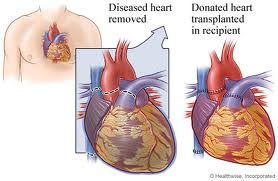 Diseased heart
removed
Donated heart
transplanted
in recipient
© Healthwise, Incorporated